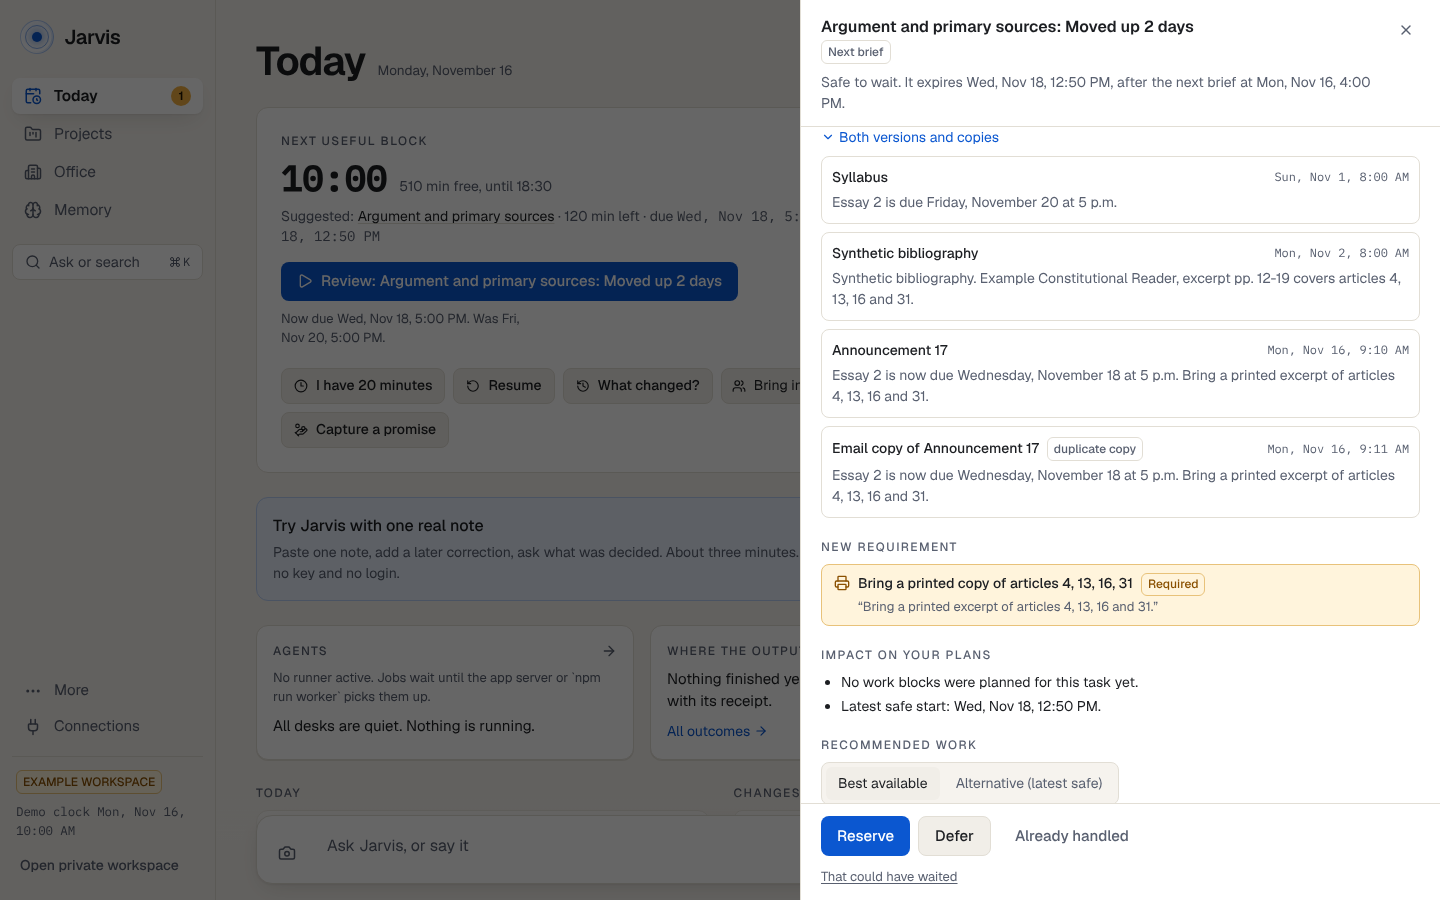 Jarvis
Today
1
Projects
Office
Memory
Ask or search
⌘ K
More
Connections
EXAMPLE WORKSPACE
Demo clock Mon, Nov 16,
10:00 AM
Open private workspace
Today
Monday, November 16
NEXT USEFUL BLOCK
10:00
510 min free, until 18:30
Suggested: Argument and primary sources · 120 min left · due Wed, Nov 18, 5:
18, 12:50 PM
Review: Argument and primary sources: Moved up 2 days
Now due Wed, Nov 18, 5:00 PM. Was Fri,
Nov 20, 5:00 PM.
I have 20 minutes
Resume
What changed?
Bring in
Capture a promise
Try Jarvis with one real note
Paste one note, add a later correction, ask what was decided. About three minutes.
no key and no login.
AGENTS
No runner active. Jobs wait until the app server or `npm
run worker` picks them up.
All desks are quiet. Nothing is running.
WHERE THE OUTPU
Nothing finished ye
with its receipt.
All outcomes
TODAY
CHANGES
Ask Jarvis, or say it
Argument and primary sources: Moved up 2 days
Next brief
Safe to wait. It expires Wed, Nov 18, 12:50 PM, after the next brief at Mon, Nov 16, 4:00
PM.
Both versions and copies
Syllabus
Sun, Nov 1, 8:00 AM
Essay 2 is due Friday, November 20 at 5 p.m.
Synthetic bibliography
Mon, Nov 2, 8:00 AM
Synthetic bibliography. Example Constitutional Reader, excerpt pp. 12-19 covers articles 4,
13, 16 and 31.
Announcement 17
Mon, Nov 16, 9:10 AM
Essay 2 is now due Wednesday, November 18 at 5 p.m. Bring a printed excerpt of articles
4, 13, 16 and 31.
Email copy of Announcement 17
duplicate copy
Mon, Nov 16, 9:11 AM
Essay 2 is now due Wednesday, November 18 at 5 p.m. Bring a printed excerpt of articles
4, 13, 16 and 31.
NEW REQUIREMENT
Bring a printed copy of articles 4, 13, 16, 31
Required
“Bring a printed excerpt of articles 4, 13, 16 and 31.”
IMPACT ON YOUR PLANS
No work blocks were planned for this task yet.
Latest safe start: Wed, Nov 18, 12:50 PM.
RECOMMENDED WORK
Best available
Alternative (latest safe)
Reserve
Defer
Already handled
That could have waited